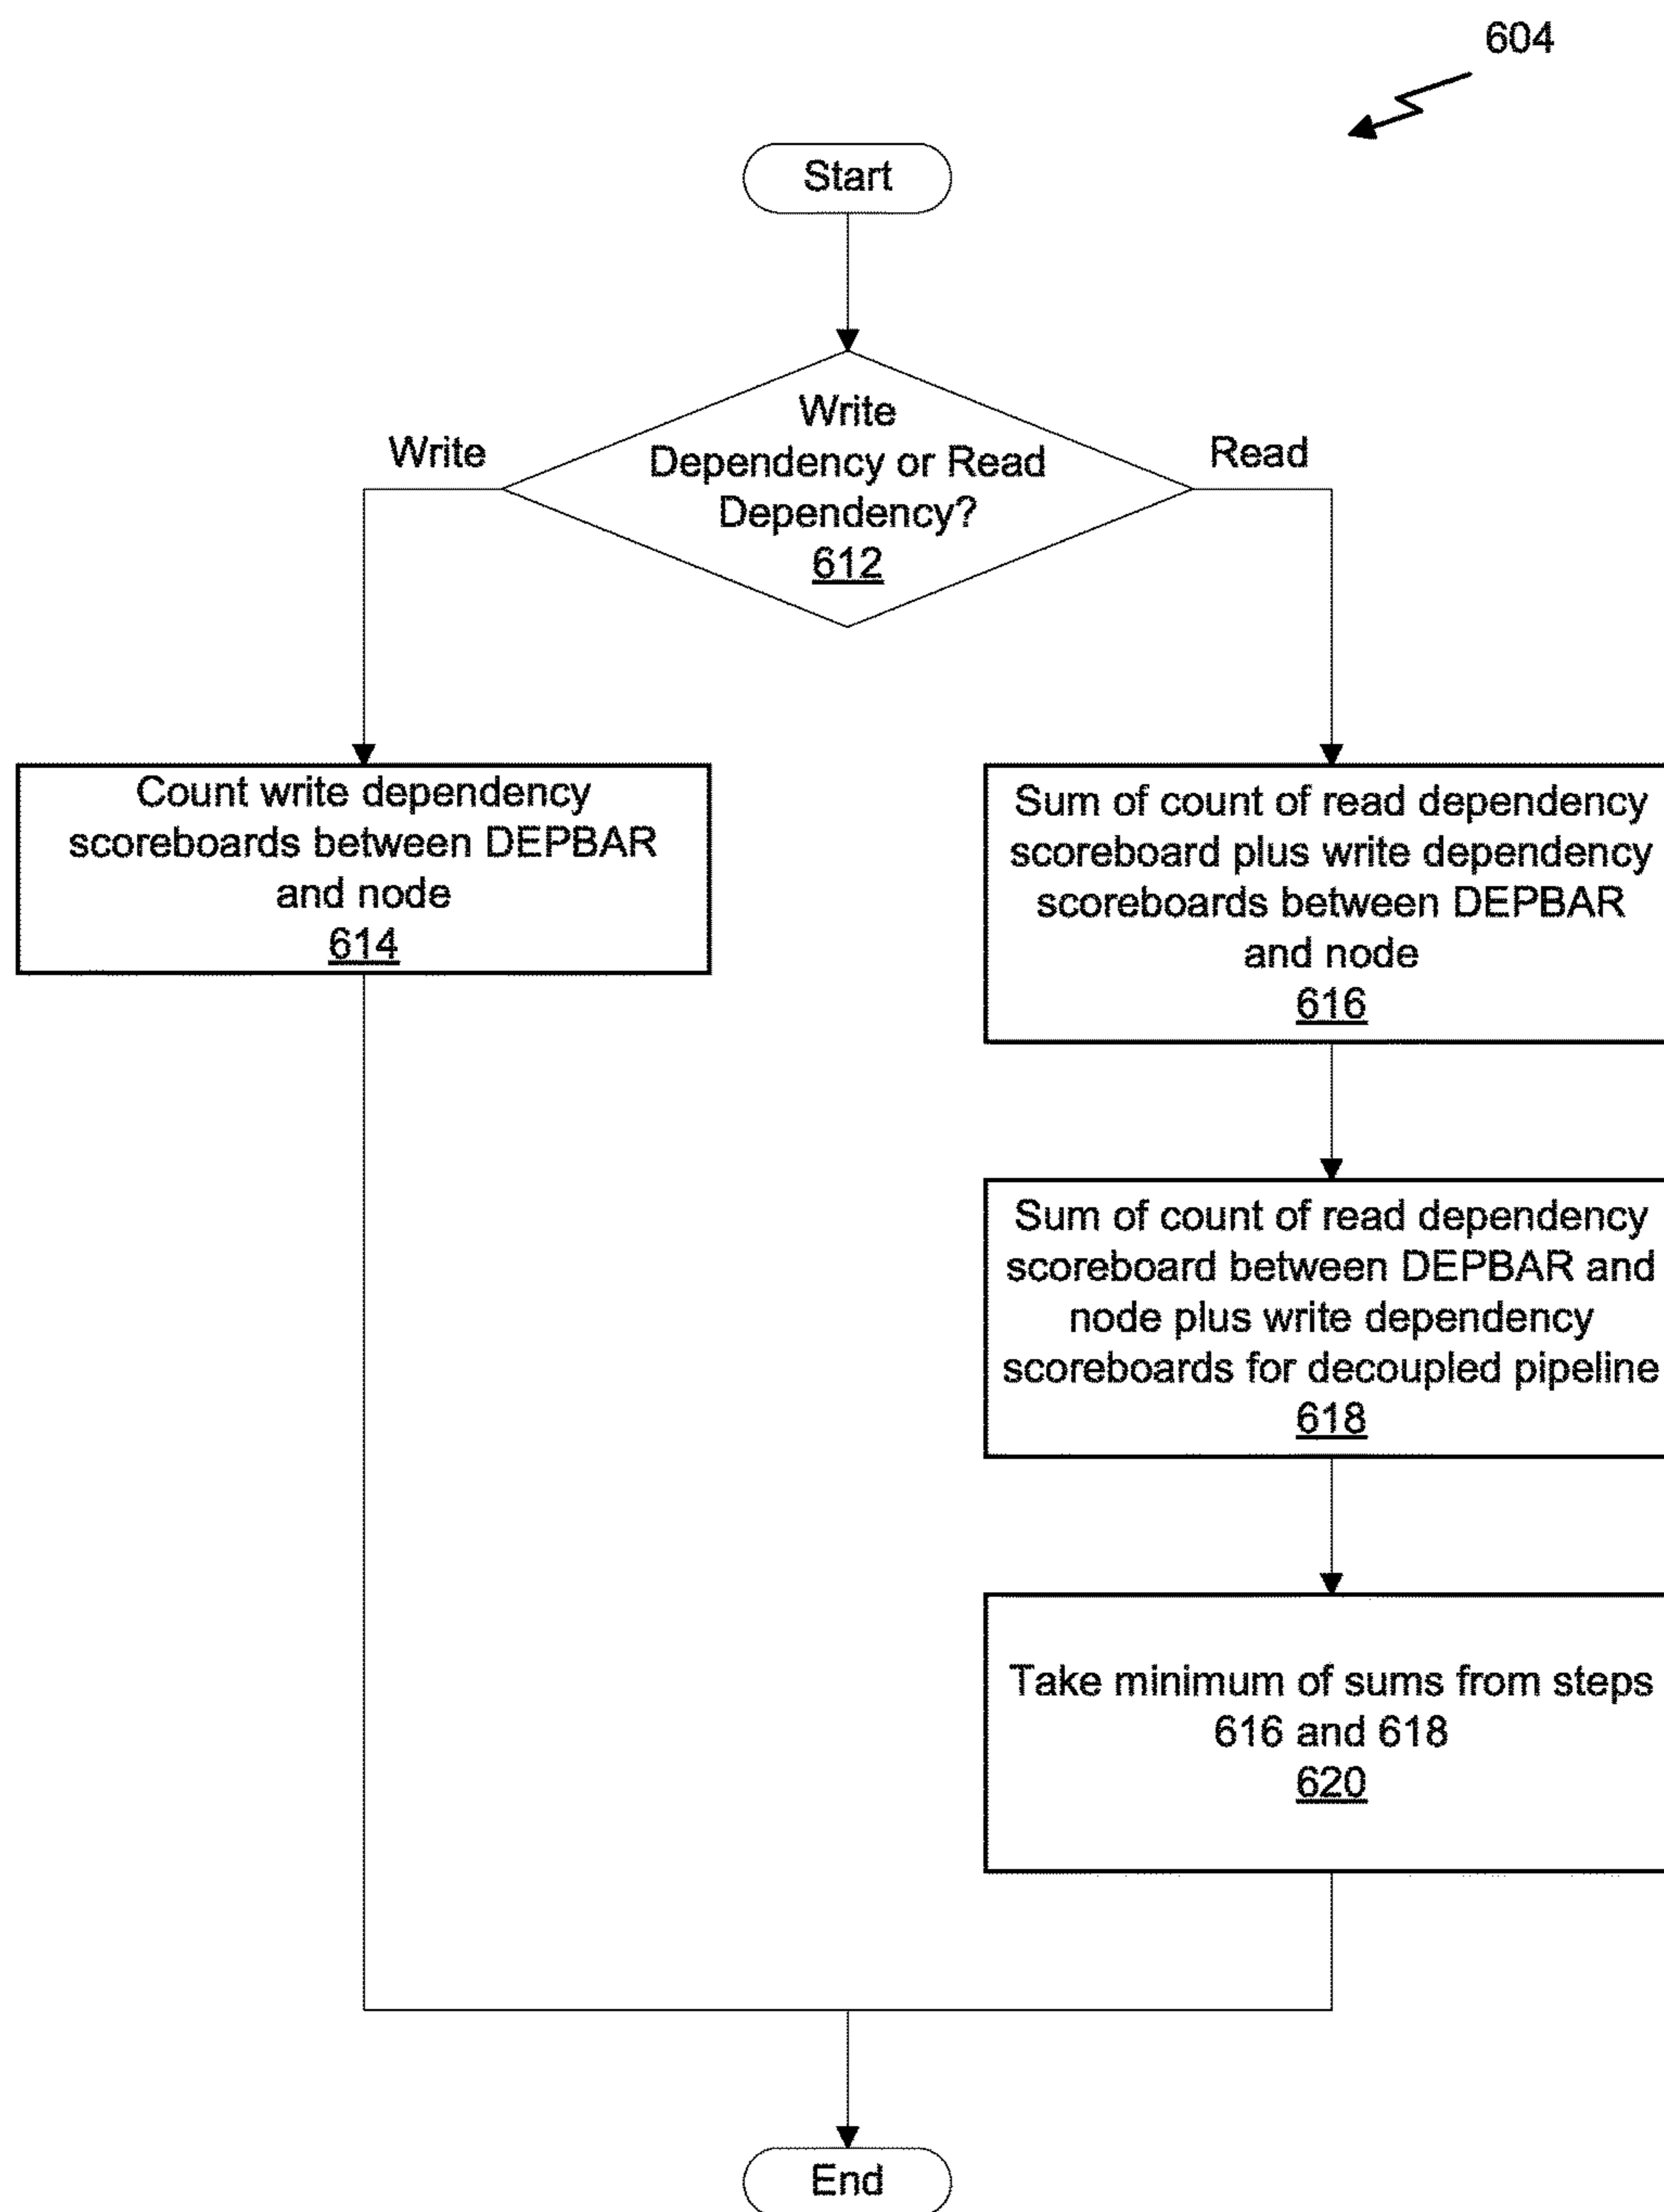 604
Start
Write
Dependency or Read
Dependency?
612
Write
Read
Count write dependency
scoreboards between DEPBAR
and node
614
Sum of count of read dependency
scoreboard plus write dependency
scoreboards between DEPBAR
and node
616
Sum of count of read dependency
scoreboard between DEPBAR and
node plus write dependency
scoreboards for decoupled pipeline
618
Take minimum of sums from steps
616 and 618
620
End